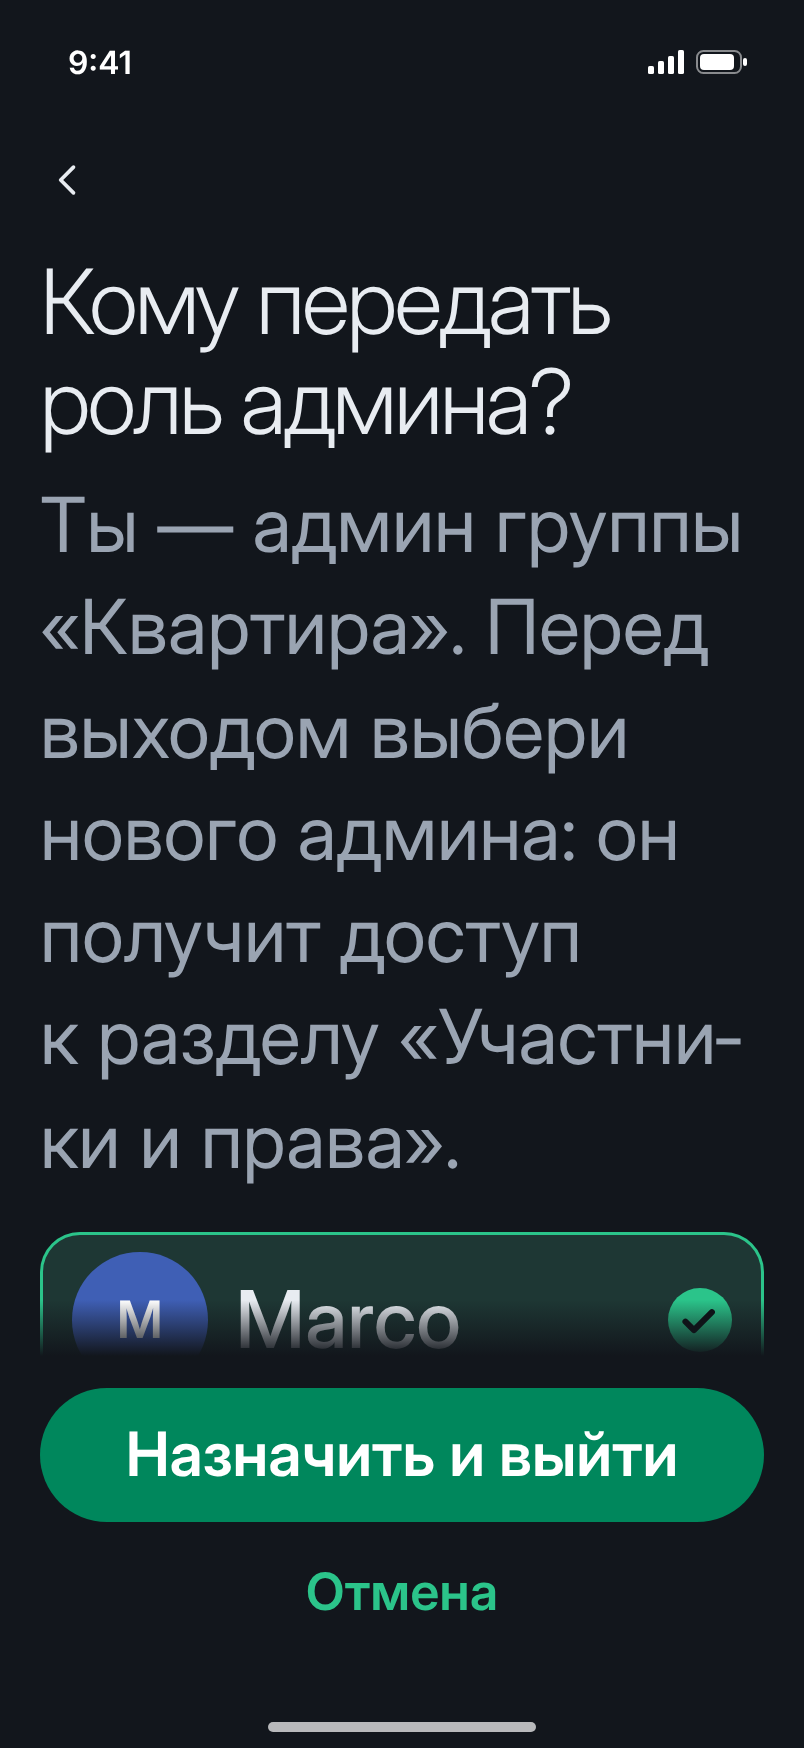 9:41
Кому передать
роль админа?
Ты — админ группы
«Квартира». Перед
выходом выбери
нового админа: он
получит доступ
к разделу «Участни-
ки и права».
M
Marco
Назначить и выйти
Отмена